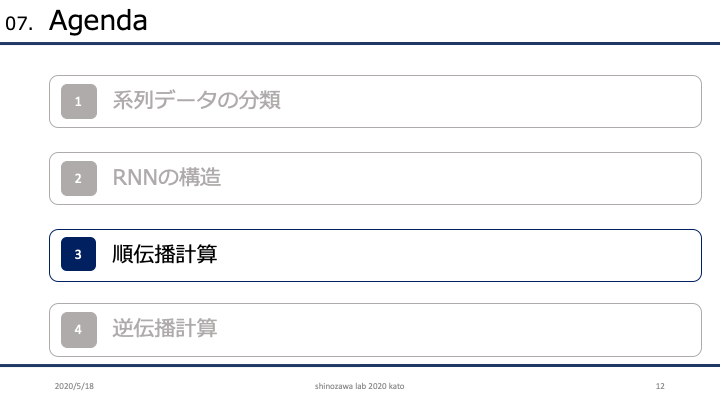 07. Agenda
1 系列データの分類
2 RNNの構造
3 順伝播計算
4 逆伝播計算
2020/5/18 shinozawa lab 2020 kato 12